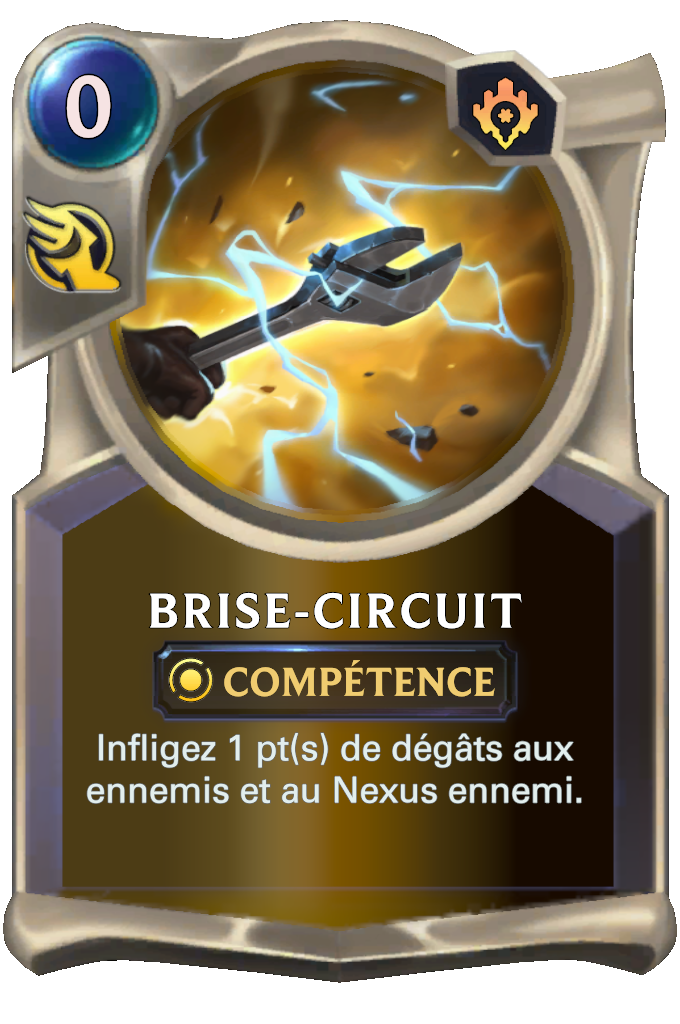 0
BRISE-CIRCUIT
COMPÉTENCE
Infligez 1 pt(s) de dégâts aux
ennemis et au Nexus ennemi.